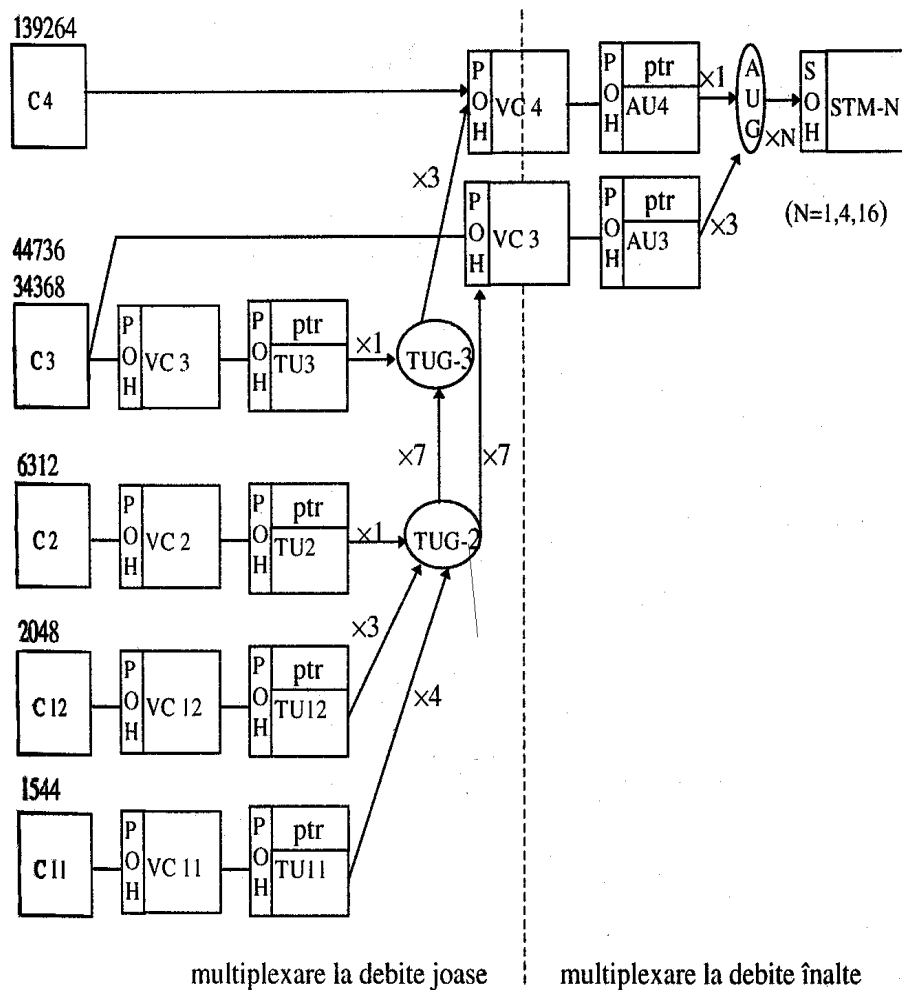 139264
C4
P O H
VC 4
P O H
ptr
AU4
×1
A U G
×N
S O H
STM-N
×3
P O H
VC 3
P O H
ptr
AU3
×3
(N=1,4,16)
44736
34368
C3
P O H
VC 3
P O H
ptr
TU3
×1
TUG-3
×7
×7
6312
C2
P O H
VC 2
P O H
ptr
TU2
×1
TUG-2
2048
C12
P O H
VC 12
P O H
ptr
TU12
×3
×4
1544
C11
P O H
VC 11
P O H
ptr
TU11
multiplexare la debite joase
multiplexare la debite înalte